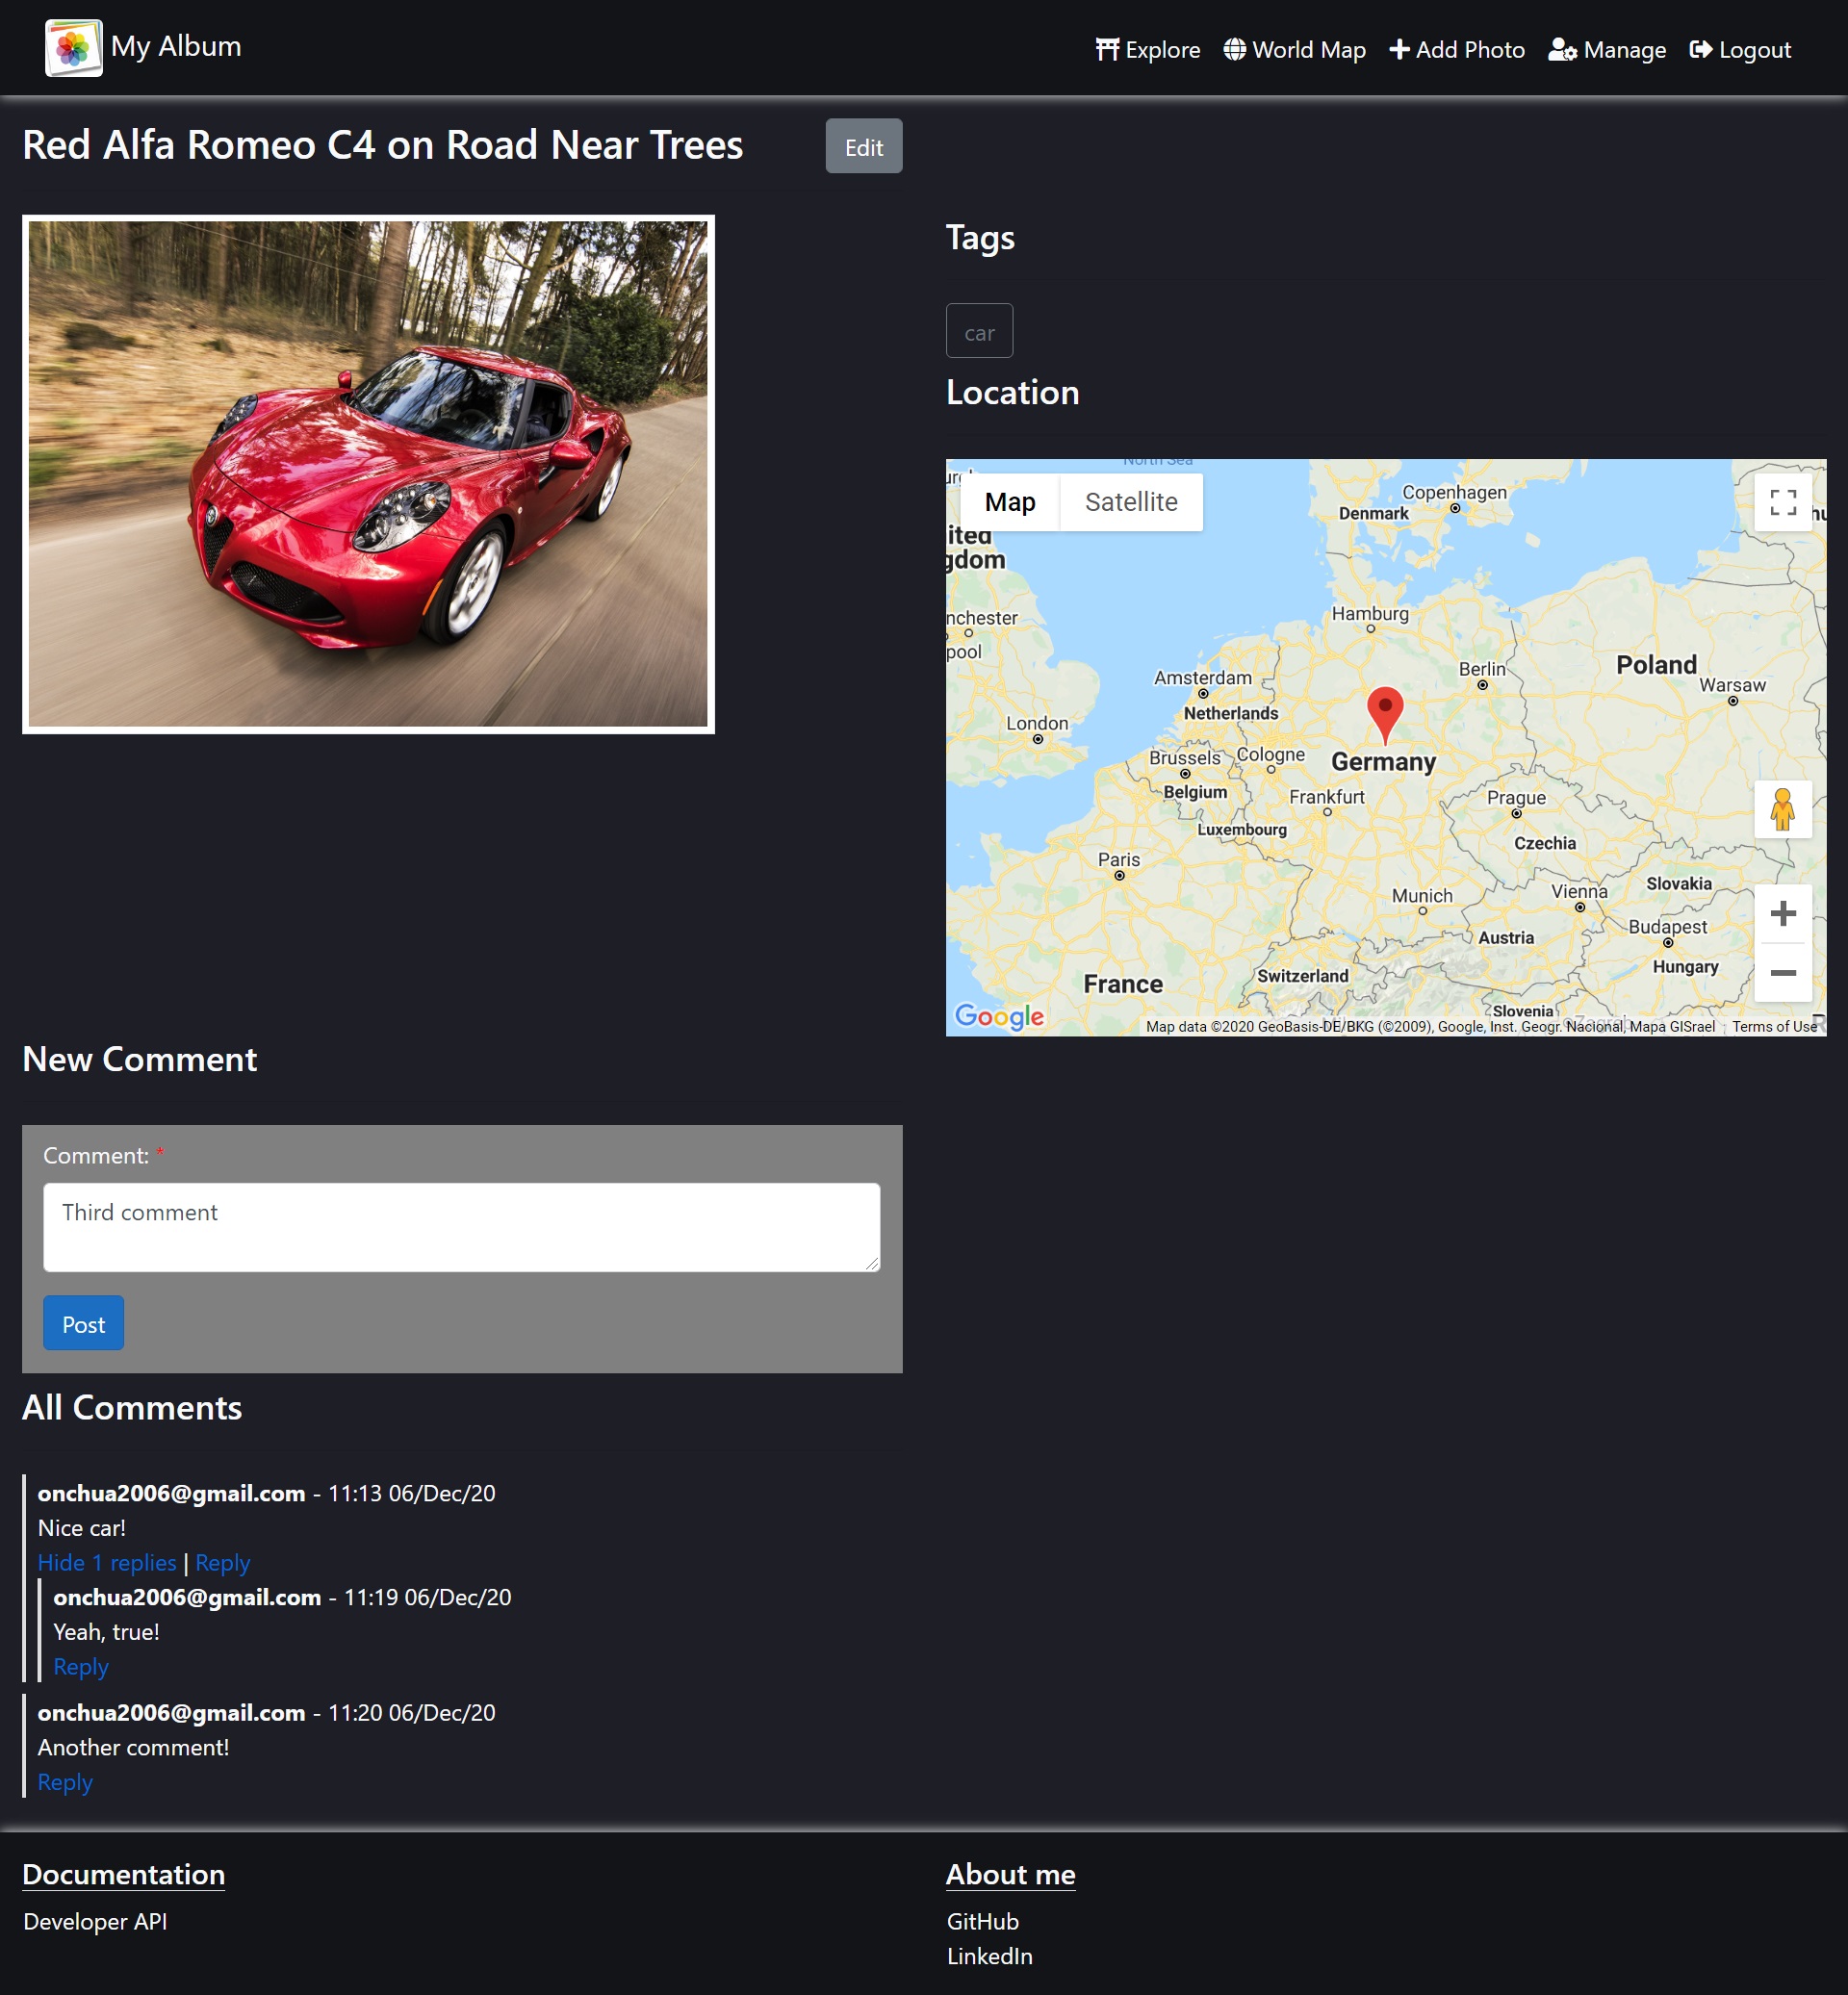 My Album
Explore World Map Add Photo Manage Logout
Red Alfa Romeo C4 on Road Near Trees
Edit
Tags
car
Location
North Sea
Map Satellite
Copenhagen
Denmark
ited
gdom
nchester
pool
Hamburg
Amsterdam
Netherlands
Berlin
Poland
Warsaw
London
Brussels
Cologne
Germany
Belgium
Frankfurt
Prague
Luxembourg
Czechia
Paris
Munich
Vienna
Slovakia
Budapest
Austria
Hungary
Switzerland
France
Slovenia
Google
Map data ©2020 GeoBasis-DE/BKG (©2009), Google, Inst. Geogr. Nacional, Mapa GISrael Terms of Use
New Comment
Comment: *
Third comment
Post
All Comments
onchua2006@gmail.com - 11:13 06/Dec/20
Nice car!
Hide 1 replies | Reply
onchua2006@gmail.com - 11:19 06/Dec/20
Yeah, true!
Reply
onchua2006@gmail.com - 11:20 06/Dec/20
Another comment!
Reply
Documentation
Developer API
About me
GitHub
LinkedIn